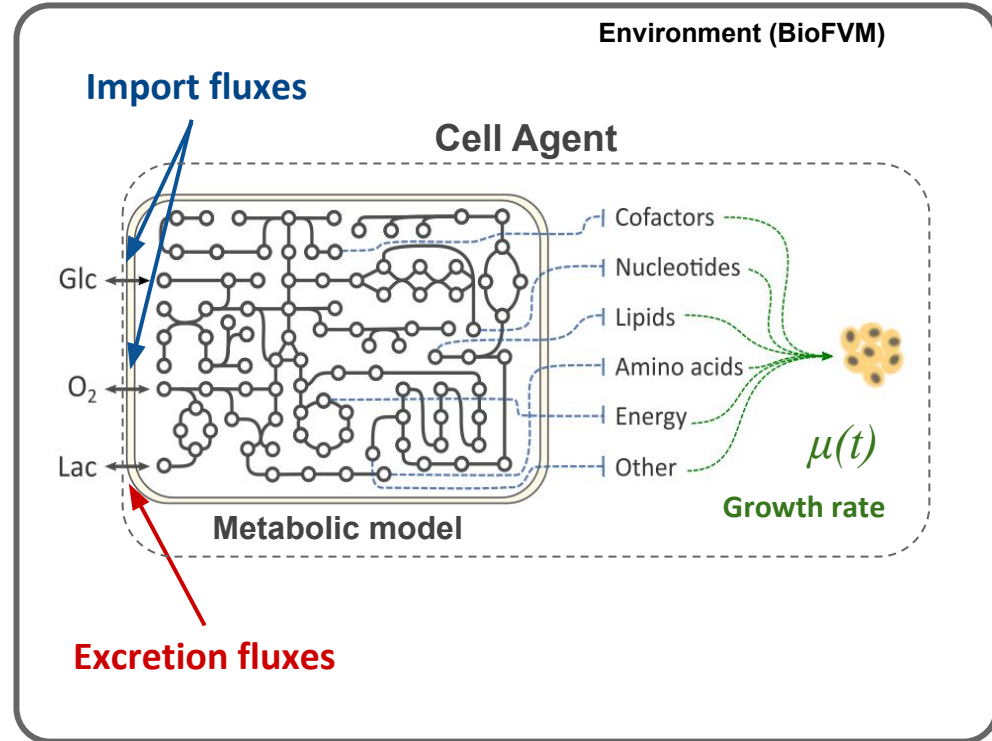 Environment (BioFVM)
Import fluxes
Cell Agent
Glc
O₂
Lac
Cofactors
Nucleotides
Lipids
Amino acids
Energy
Other
μ(t)
Growth rate
Metabolic model
Excretion fluxes